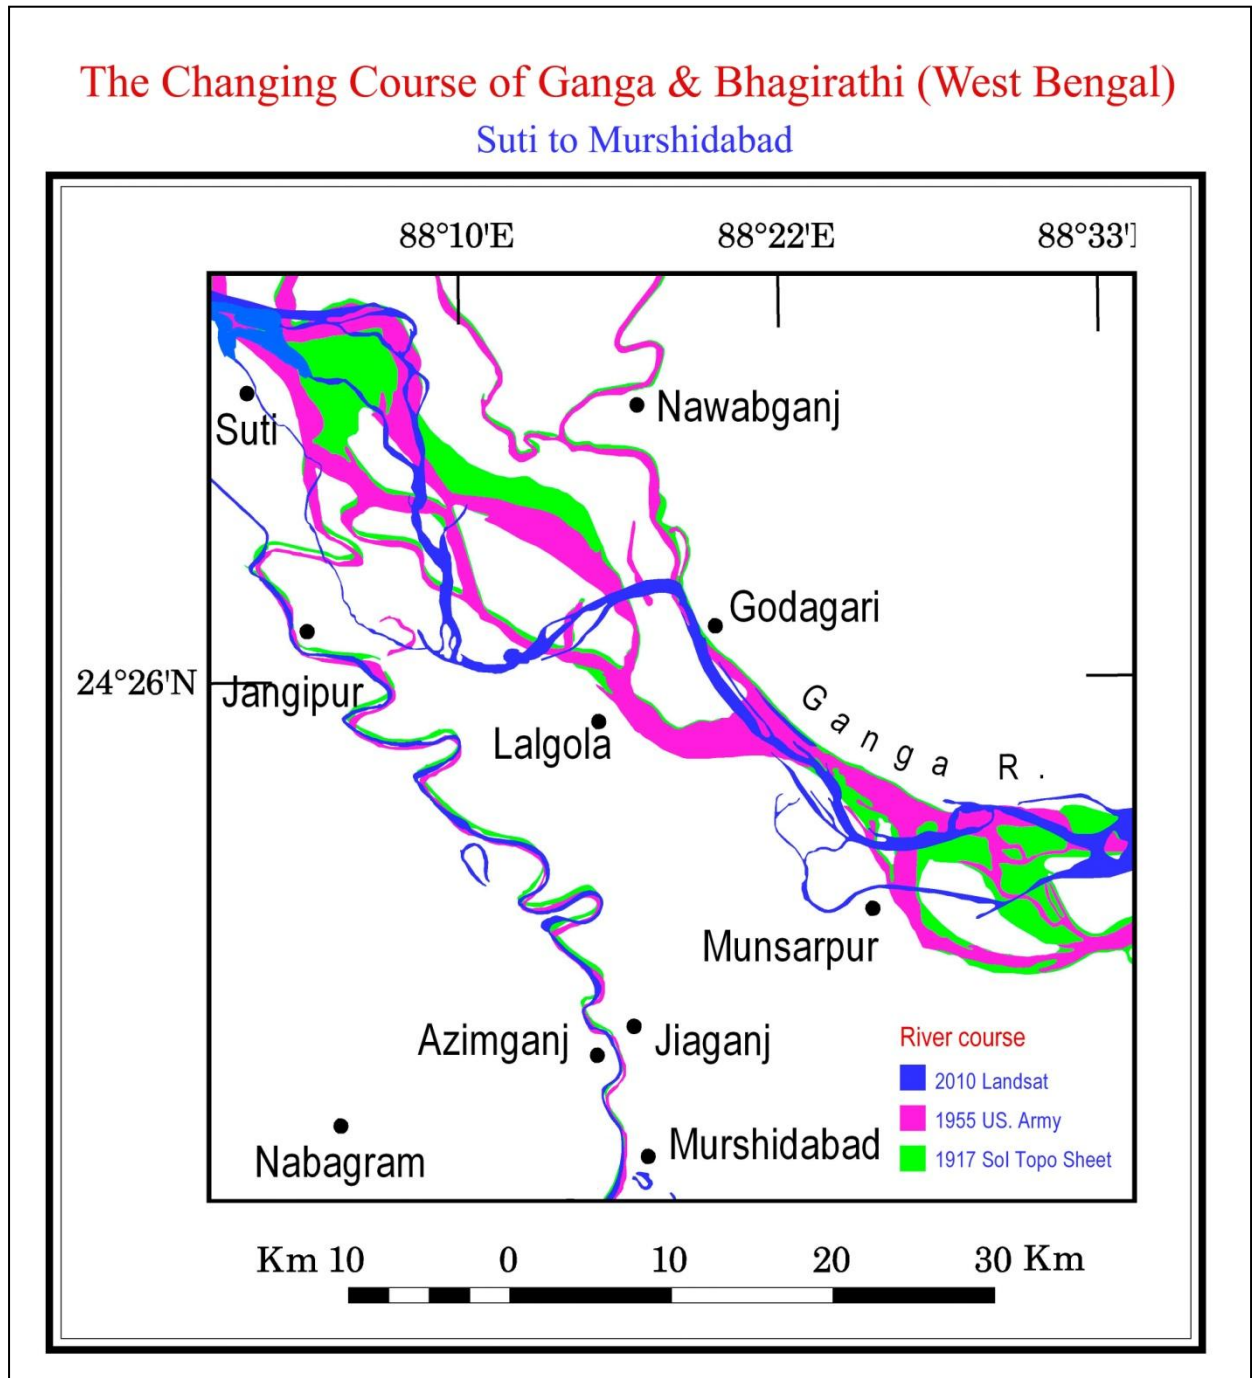 The Changing Course of Ganga & Bhagirathi (West Bengal)
Suti to Murshidabad
88°10'E 88°22'E 88°33'
Nawabganj
Suti
Godagari
24°26'N
Jangipur
Ganga R.
Lalgola
Munsarpur
Azimganj
Jiaganj
River course
2010 Landsat
1955 US. Army
1917 SoI Topo Sheet
Murshidabad
Nabagram
Km 10 0 10 20 30 Km